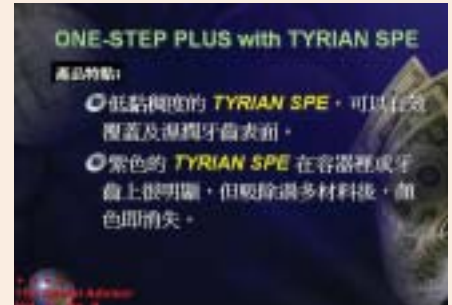 ONE-STEP PLUS with TYRIAN SPE
產品特點:
低黏稠度的 TYRIAN SPE,可以有效
覆蓋及濕潤牙齒表面。
紫色的 TYRIAN SPE 在容器裡或牙
齒上很明顯,但吸除過多材料後,顏
色即消失。